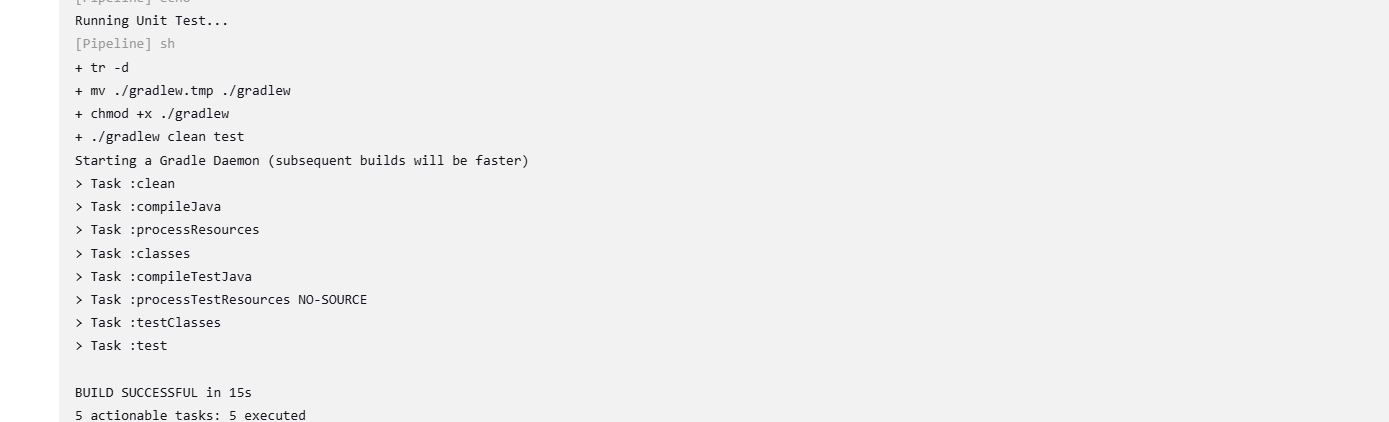 [Pipeline] echo
Running Unit Test...
[Pipeline] sh
+ tr -d
+ mv ./gradlew.tmp ./gradlew
+ chmod +x ./gradlew
+ ./gradlew clean test
Starting a Gradle Daemon (subsequent builds will be faster)
> Task :clean
> Task :compileJava
> Task :processResources
> Task :classes
> Task :compileTestJava
> Task :processTestResources NO-SOURCE
> Task :testClasses
> Task :test
BUILD SUCCESSFUL in 15s
5 actionable tasks: 5 executed